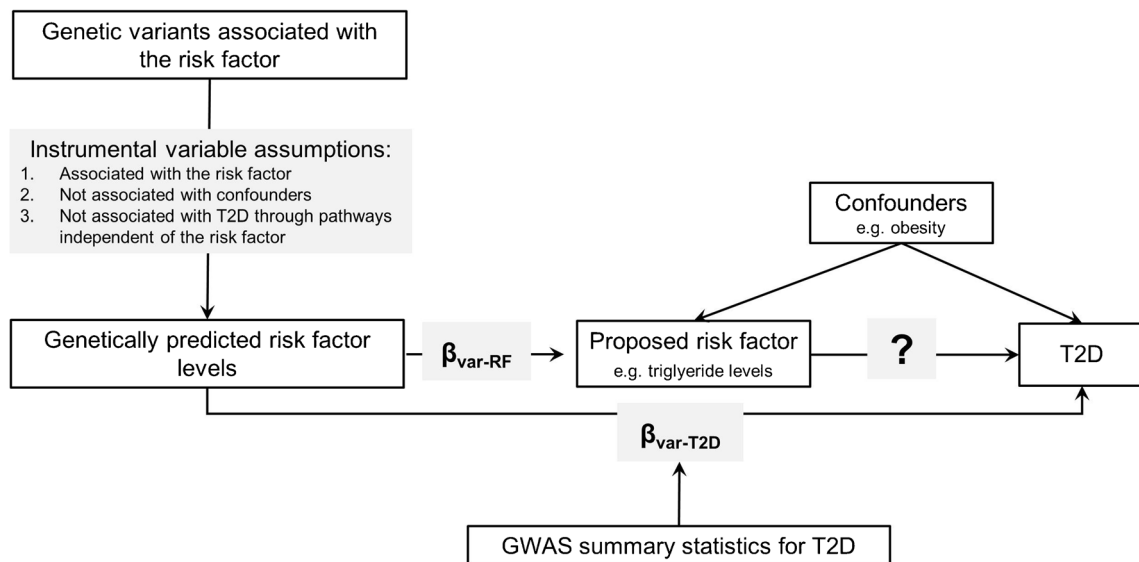 Genetic variants associated with
the risk factor
Instrumental variable assumptions:
1. Associated with the risk factor
2. Not associated with confounders
3. Not associated with T2D through pathways
independent of the risk factor
Confounders
e.g. obesity
Genetically predicted risk factor
levels
βvar-RF
Proposed risk factor
e.g. triglyeride levels
?
T2D
βvar-T2D
GWAS summary statistics for T2D